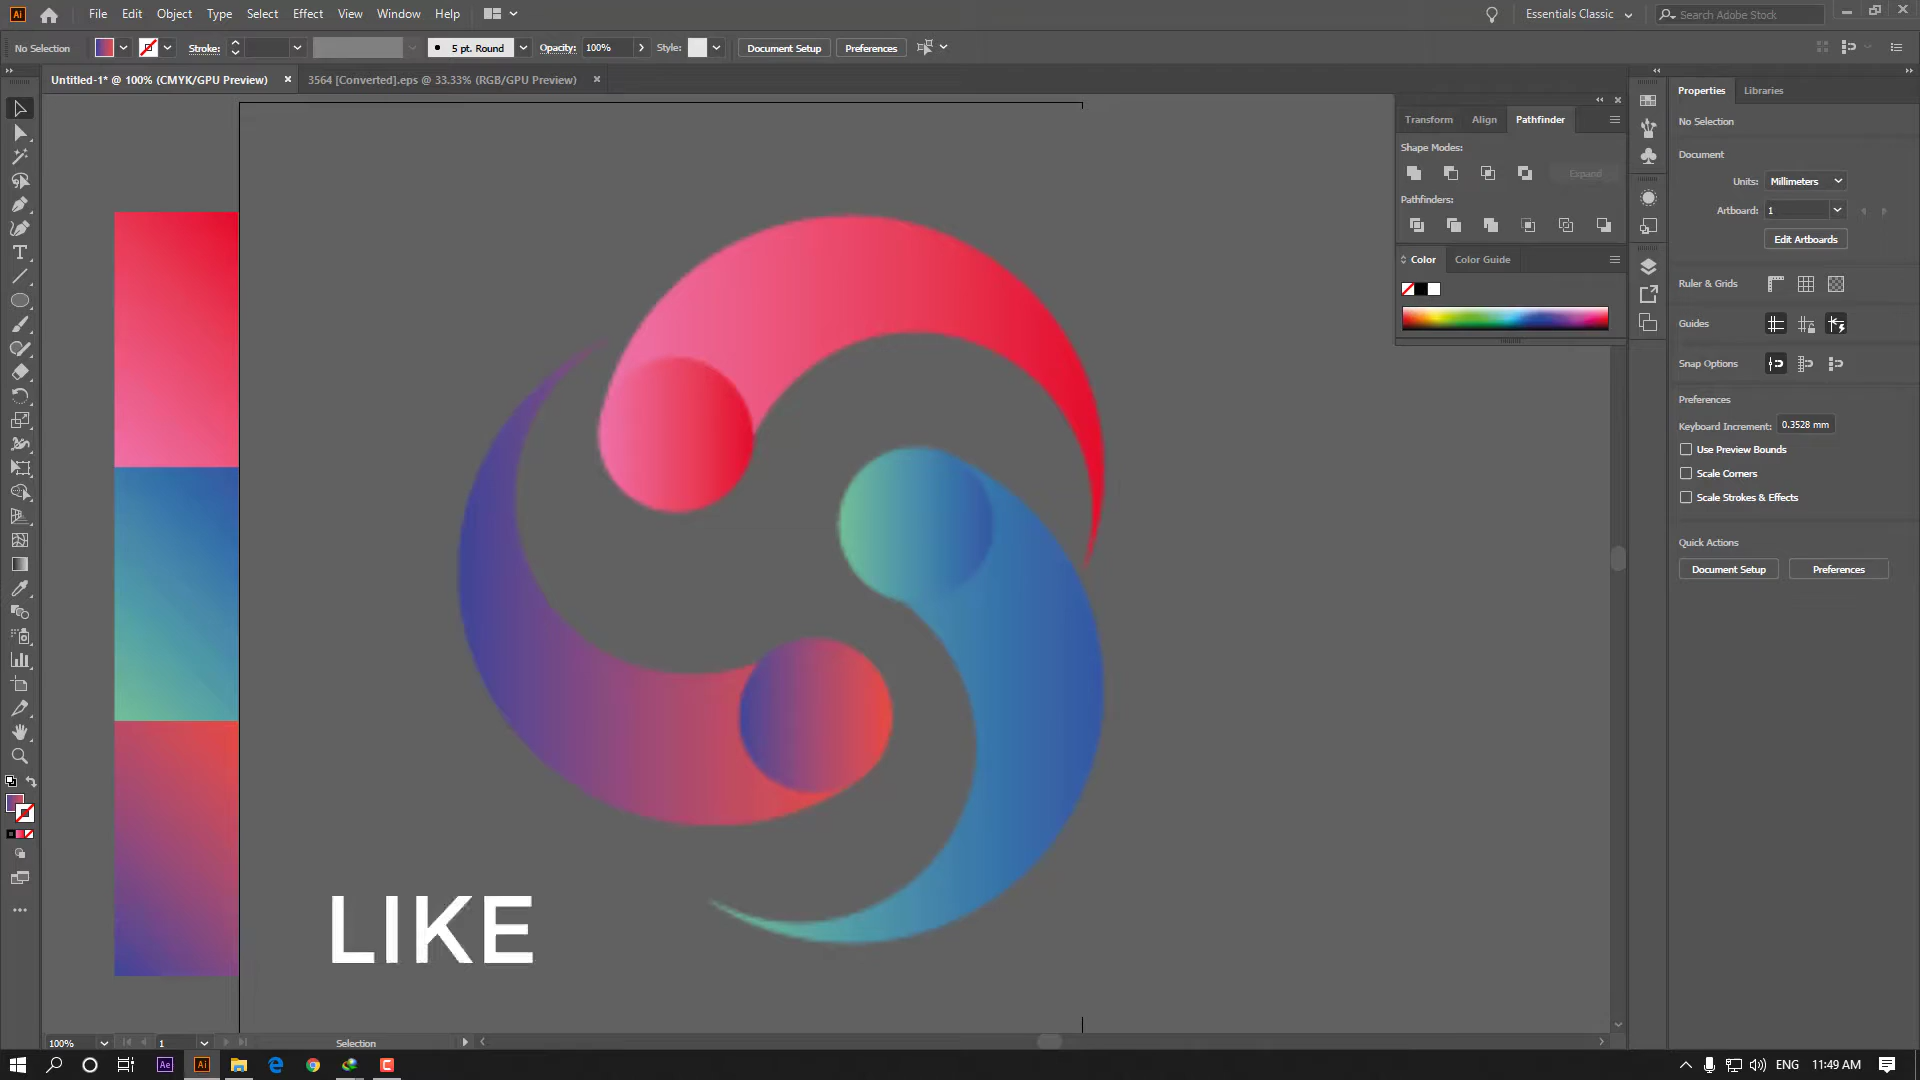 Ai File Edit Object Type Select Effect View Window Help Essentials Classic Search Adobe Stock
No Selection Stroke: 5 pt. Round Opacity: 100% Style: Document Setup Preferences
Untitled-1* @ 100% (CMYK/GPU Preview) 3564 [Converted].eps @ 33.33% (RGB/GPU Preview)
Transform Align Pathfinder
Shape Modes:
Expand
Pathfinders:
Color Color Guide
Properties Libraries
No Selection
Document
Units: Millimeters
Artboard: 1
Edit Artboards
Ruler & Grids
Guides
Snap Options
Preferences
Keyboard Increment: 0.3528 mm
Use Preview Bounds
Scale Corners
Scale Strokes & Effects
Quick Actions
Document Setup Preferences
LIKE
100% 1 Selection
Ae Ai ENG 11:49 AM